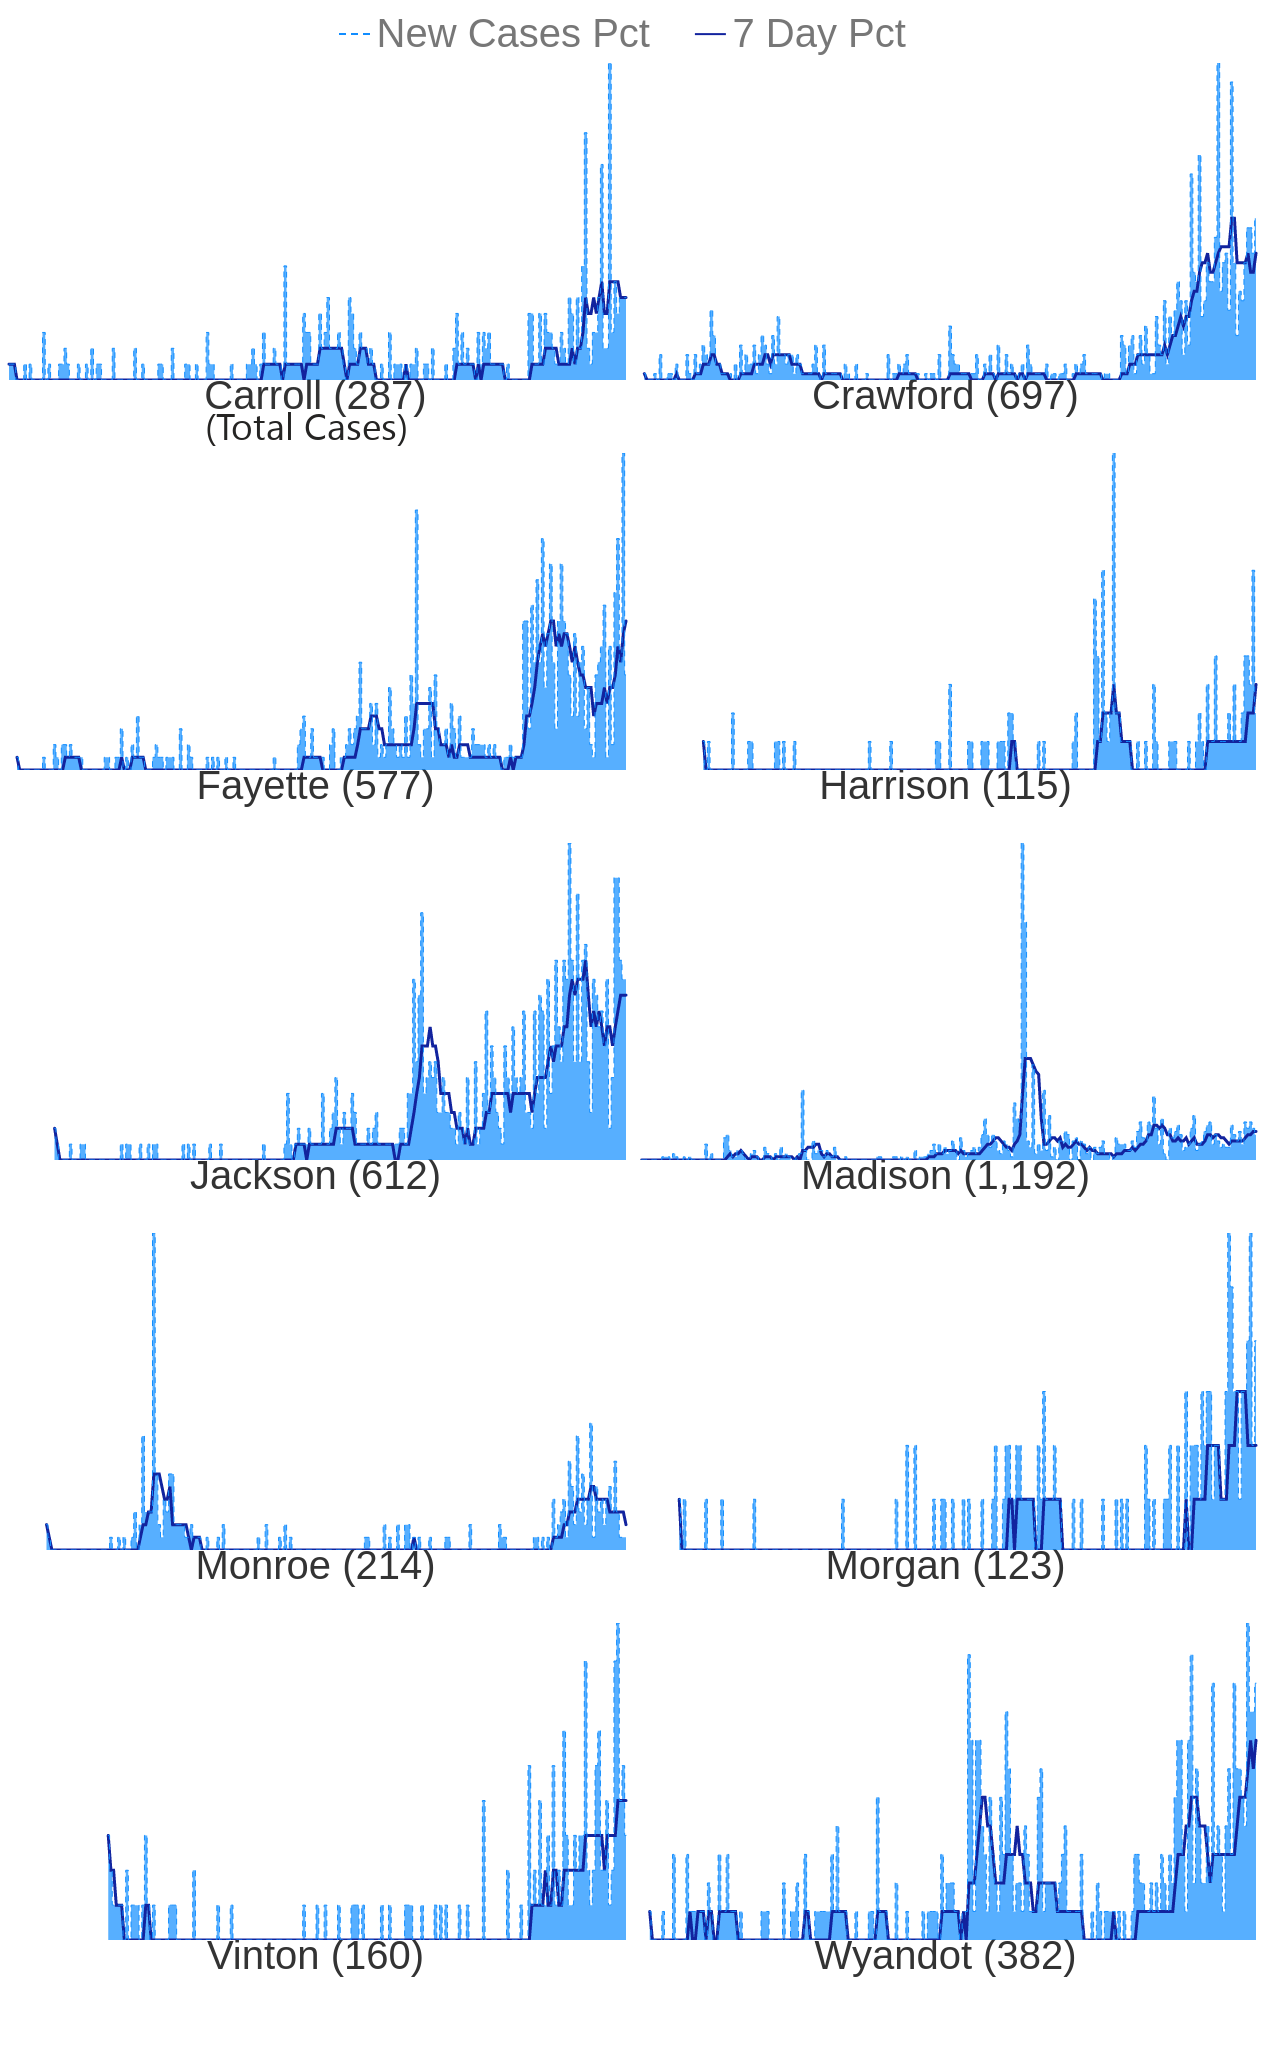 New Cases Pct 7 Day Pct
Carroll (287) Crawford (697)
(Total Cases)
Fayette (577) Harrison (115)
Jackson (612) Madison (1,192)
Monroe (214) Morgan (123)
Vinton (160) Wyandot (382)